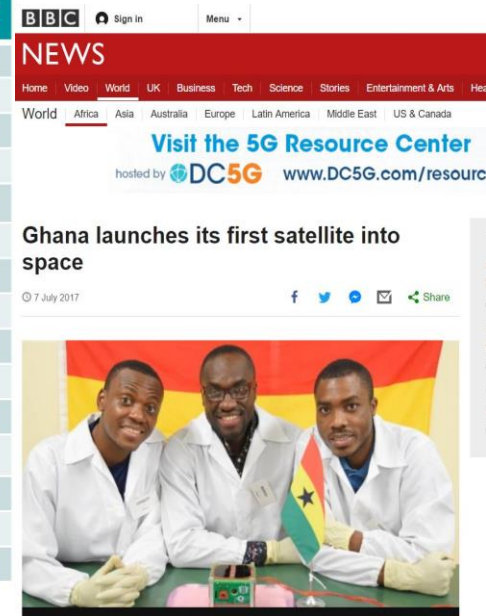 BBC Sign in Menu
NEWS
Home Video World UK Business Tech Science Stories Entertainment & Arts Hea
World Africa Asia Australia Europe Latin America Middle East US & Canada
Visit the 5G Resource Center
hosted by DC5G www.DC5G.com/resourc
Ghana launches its first satellite into
space
7 July 2017 Share